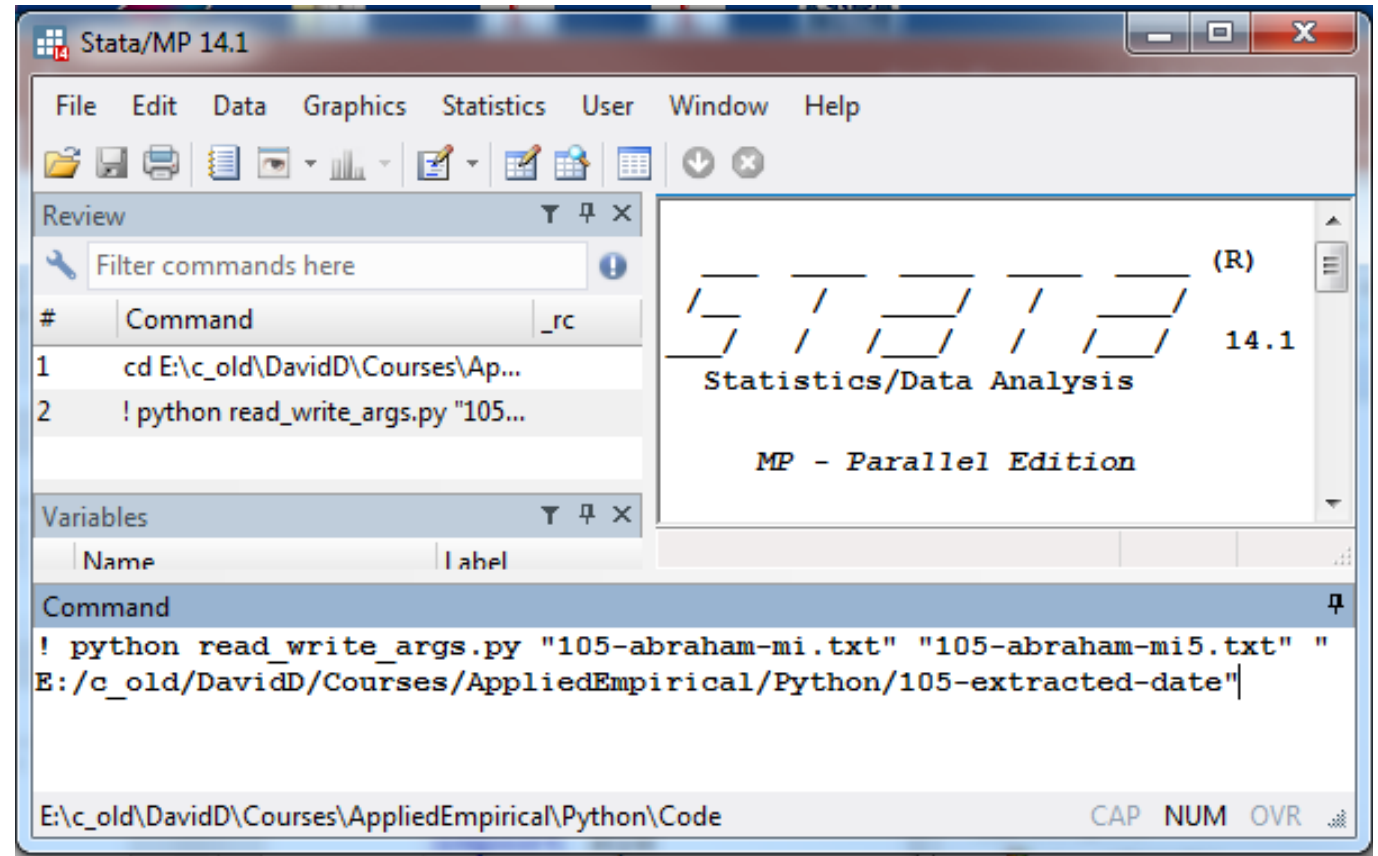 Stata/MP 14.1
File Edit Data Graphics Statistics User Window Help
Review
Filter commands here
# Command _rc
1 cd E:\c_old\DavidD\Courses\Ap...
2 ! python read_write_args.py "105...
Variables
Name Label
(R)
STATA
14.1
Statistics/Data Analysis
MP - Parallel Edition
Command
! python read_write_args.py "105-abraham-mi.txt" "105-abraham-mi5.txt" "
E:/c_old/DavidD/Courses/AppliedEmpirical/Python/105-extracted-date"
E:\c_old\DavidD\Courses\AppliedEmpirical\Python\Code
CAP NUM OVR